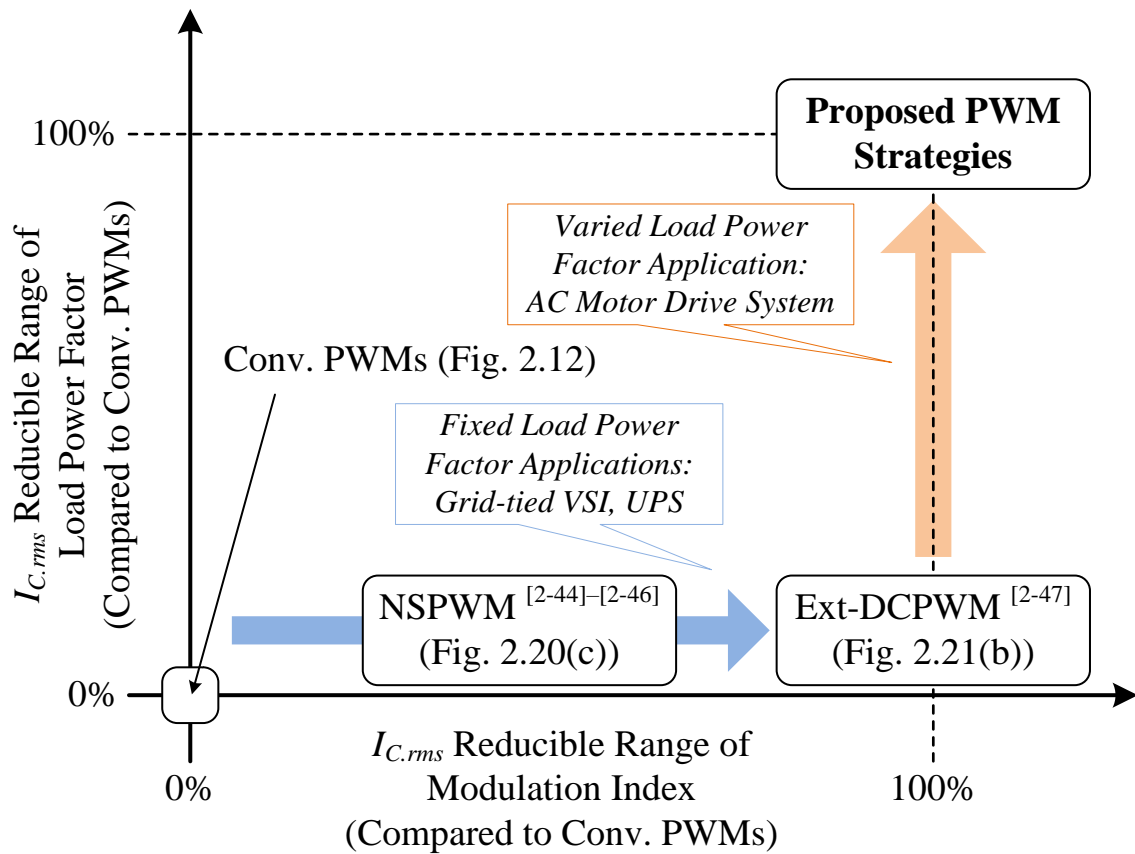 100%
Proposed PWM
Strategies
Varied Load Power
Factor Application:
AC Motor Drive System
I_C.rms Reducible Range of
Load Power Factor
(Compared to Conv. PWMs)
Conv. PWMs (Fig. 2.12)
Fixed Load Power
Factor Applications:
Grid-tied VSI, UPS
NSPWM [2-44]–[2-46]
(Fig. 2.20(c))
Ext-DCPWM [2-47]
(Fig. 2.21(b))
0%
0%
I_C.rms Reducible Range of
Modulation Index
(Compared to Conv. PWMs)
100%